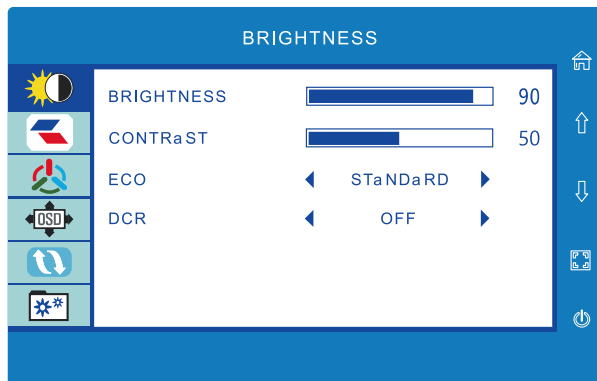 BRIGHTNESS
BRIGHTNESS 90
CONTRaST 50
ECO STaNDaRD
DCR OFF
OSD